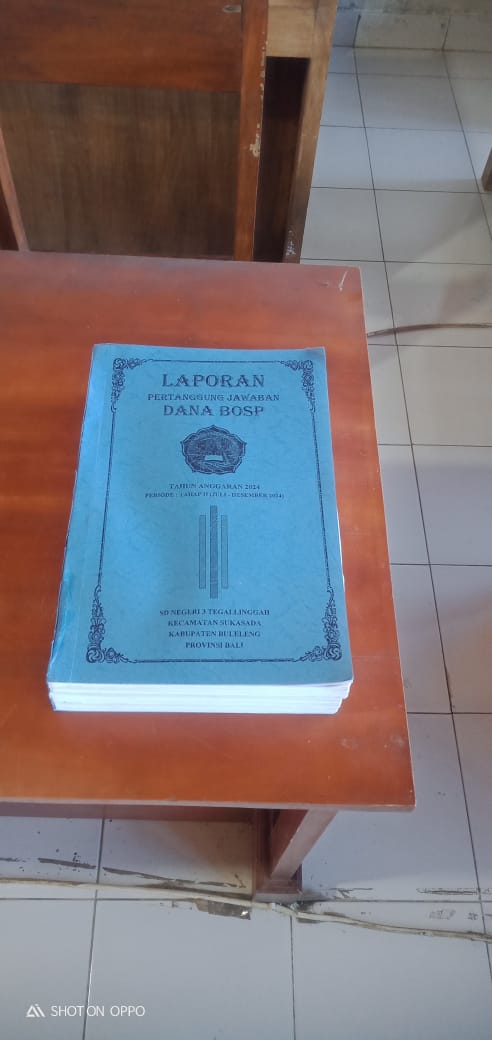 LAPORAN
PERTANGGUNG JAWABAN
DANA BOSP
TAHUN ANGGARAN 2024
PERIODE : TAHAP II (JULI - DESEMBER 2024)
SD NEGERI 3 TEGALLINGGAH
KECAMATAN SUKASADA
KABUPATEN BULELENG
PROVINSI BALI
SHOT ON OPPO